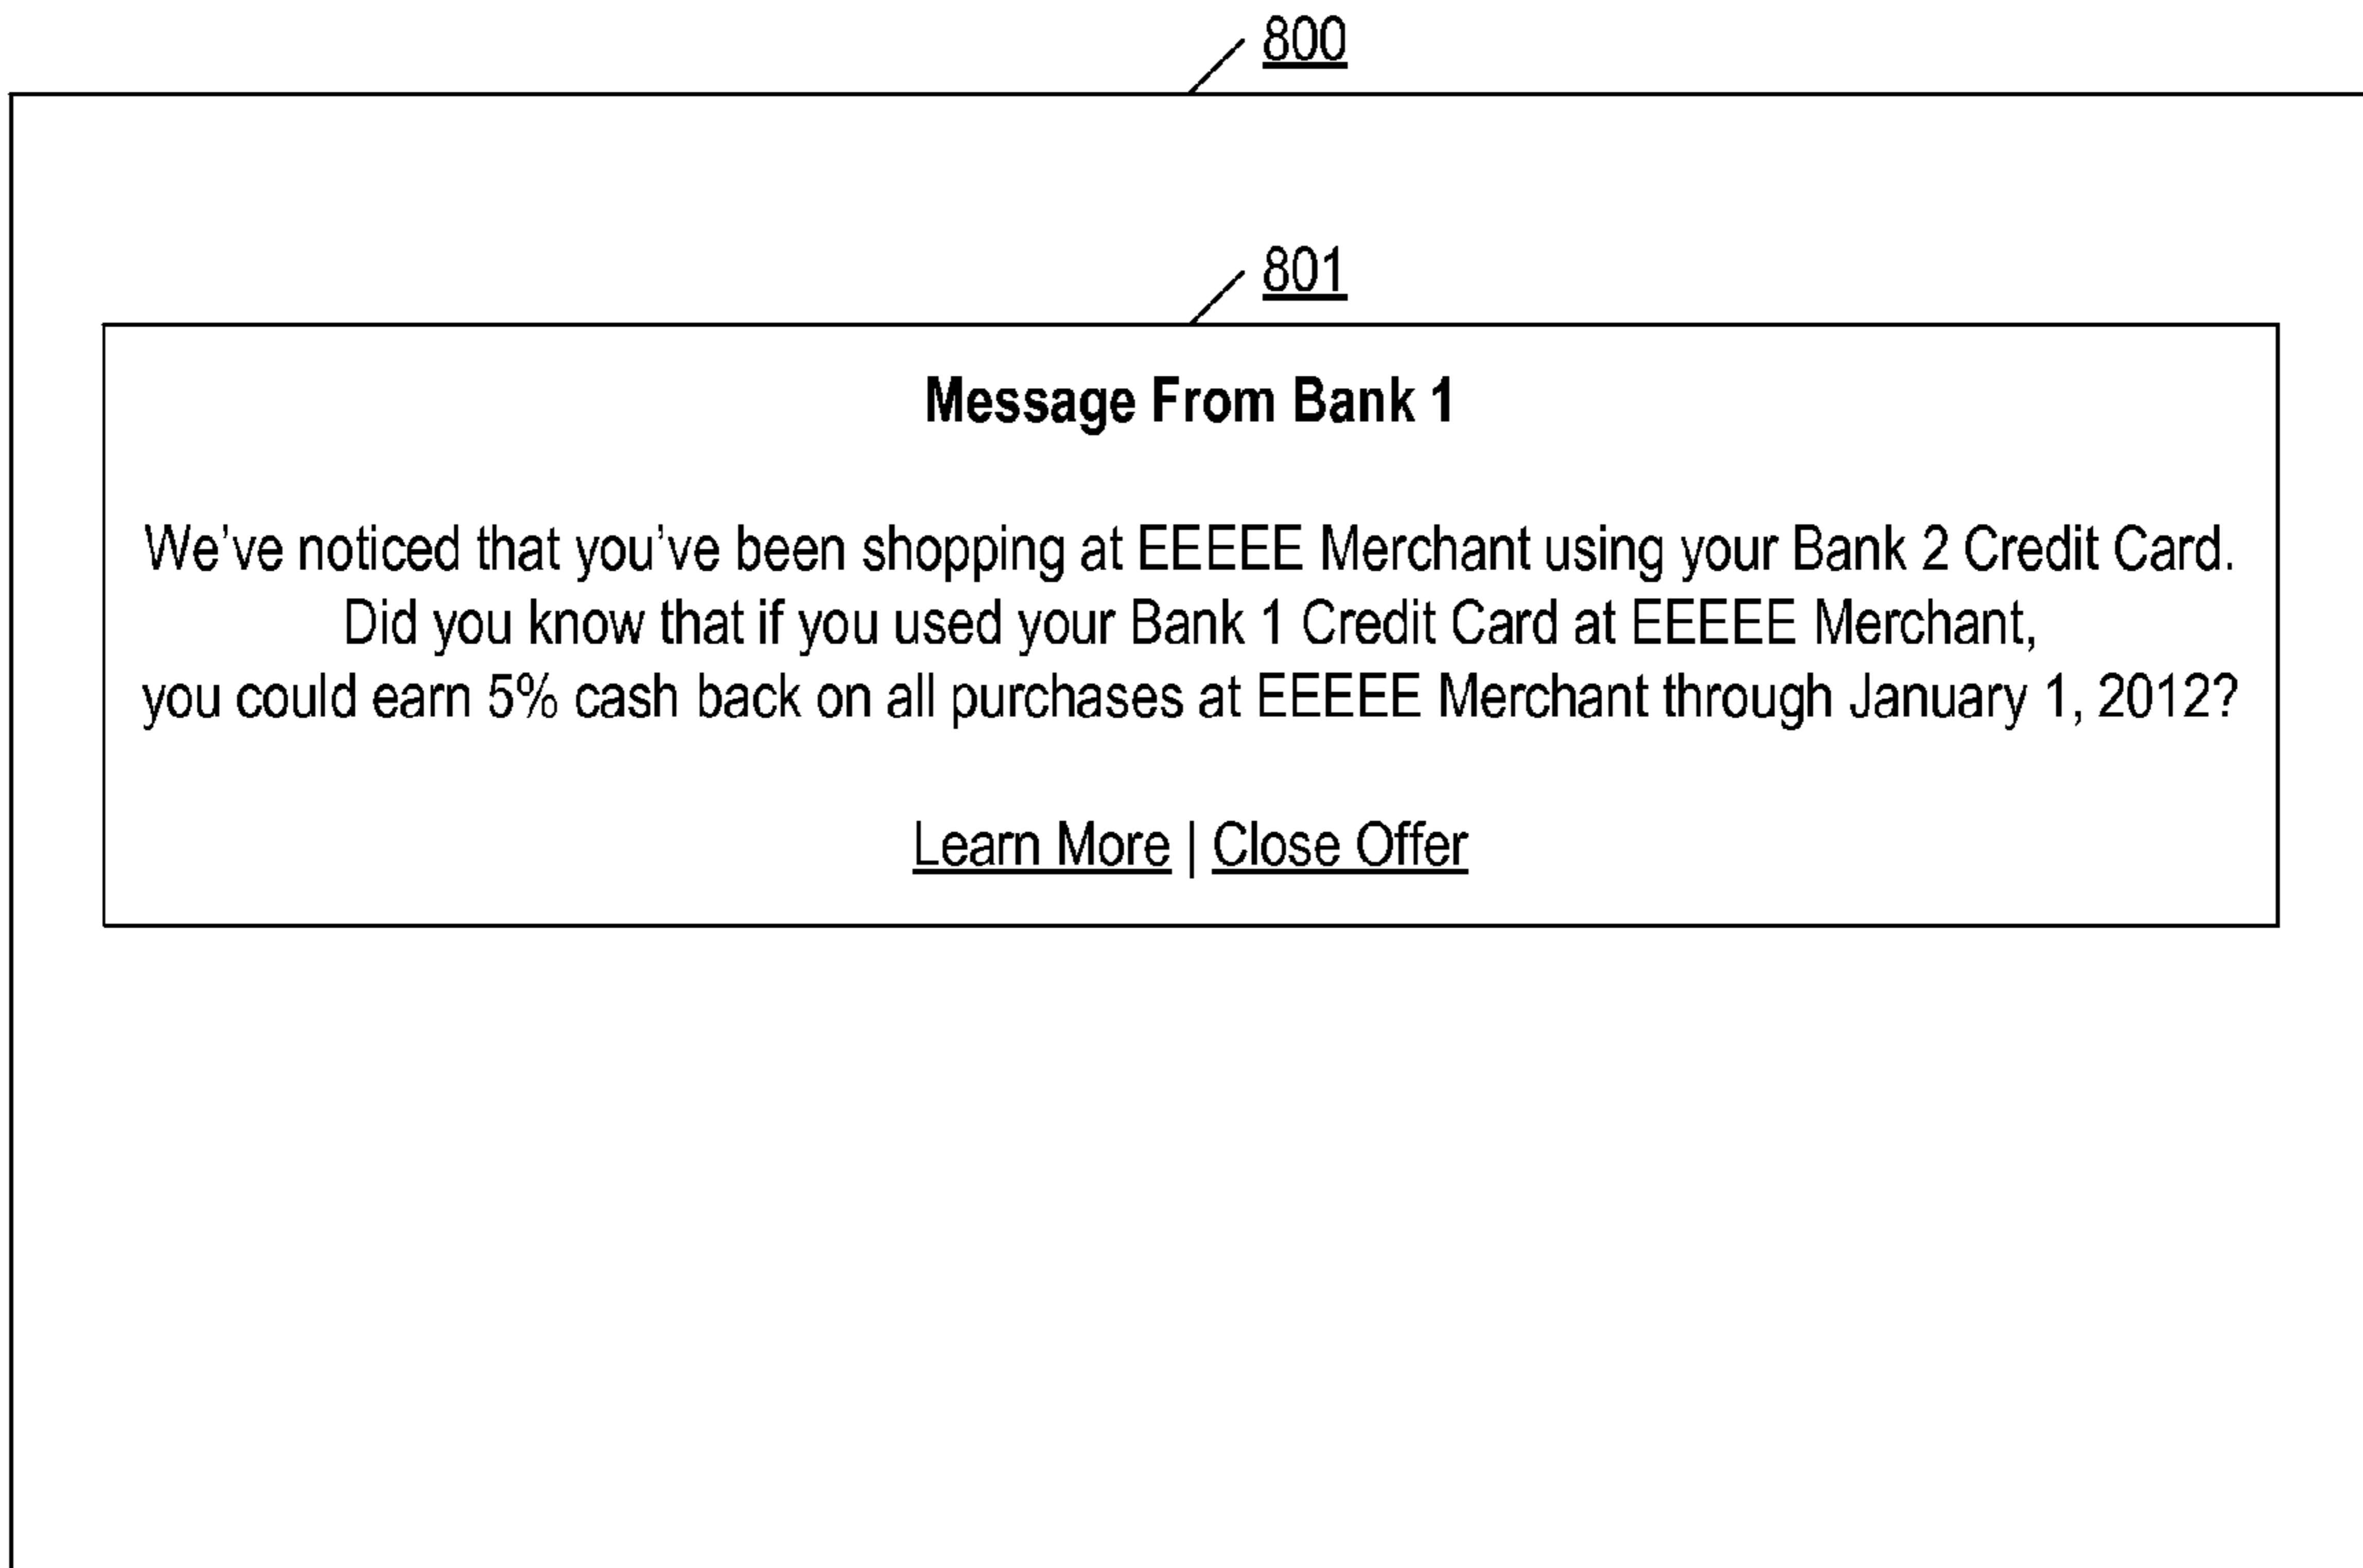 800
801
Message From Bank 1
We've noticed that you've been shopping at EEEEE Merchant using your Bank 2 Credit Card.
Did you know that if you used your Bank 1 Credit Card at EEEEE Merchant,
you could earn 5% cash back on all purchases at EEEEE Merchant through January 1, 2012?
Learn More | Close Offer